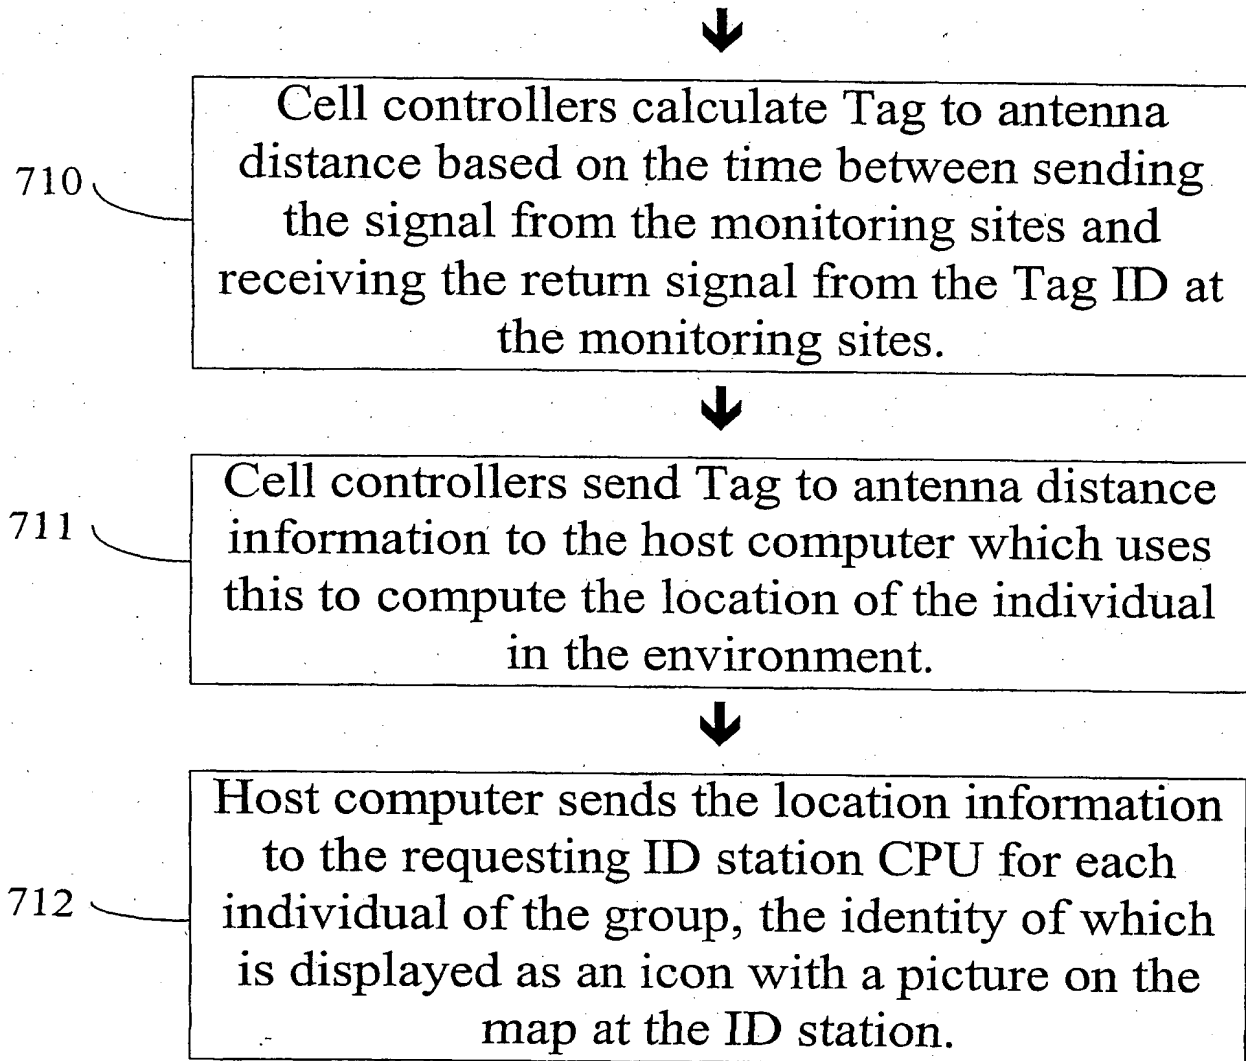 Cell controllers calculate Tag to antenna
distance based on the time between sending
710
the signal from the monitoring sites and
receiving the return signal from the Tag ID at
the monitoring sites.
Cell controllers send Tag to antenna distance
711
information to the host computer which uses
this to compute the location of the individual
in the environment.
Host computer sends the location information
to the requesting ID station CPU for each
712
individual of the group, the identity of which
is displayed as an icon with a picture on the
map at the ID station.